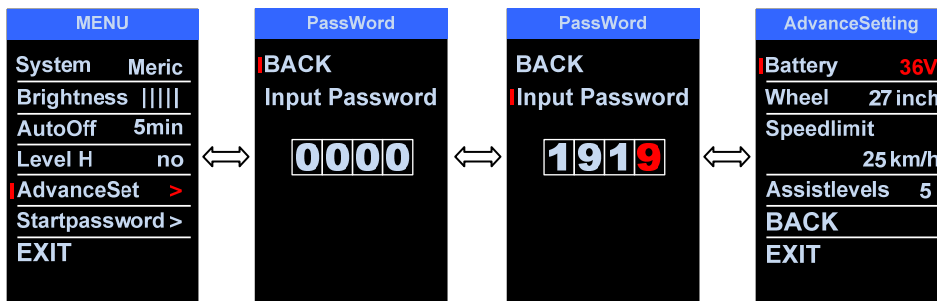 MENU
System Meric
Brightness |||||
AutoOff 5min
Level H no
AdvanceSet >
Startpassword >
EXIT
PassWord
BACK
Input Password
0000
PassWord
BACK
Input Password
1919
AdvanceSetting
Battery 36V
Wheel 27 inch
Speedlimit
25 km/h
Assistlevels 5
BACK
EXIT